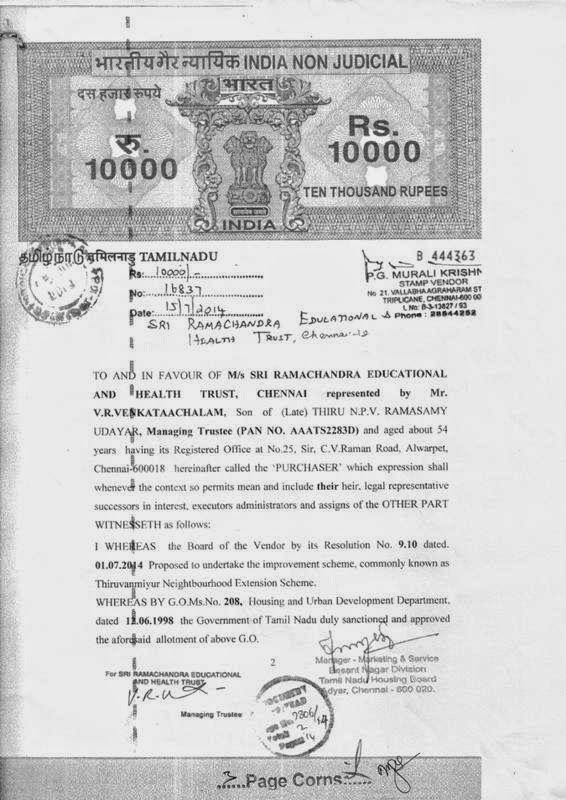 भारतीय गैर न्यायिक INDIA NON JUDICIAL
भारत
दस हजार रुपये
रु.
10000
Rs.
10000
TEN THOUSAND RUPEES
INDIA
தமிழ்நாடு तमिलनाडु TAMILNADU
B 444363
Rs: 10000/-
No: 16837
Date: 15/7/2014
P.G. MURALI KRISHN
STAMP VENDOR
No 21, VALLABHA AGRAHARAM ST
TRIPLICANE, CHENNAI-600 00
L No: B-3-13827 / 93
Phone : 28544252
SRI RAMACHANDRA EDUCATIONAL &
HEALTH TRUST, Chennai-18
TO AND IN FAVOUR OF M/s SRI RAMACHANDRA EDUCATIONAL
AND HEALTH TRUST, CHENNAI represented by Mr.
V.R.VENKATAACHALAM, Son of (Late) THIRU N.P.V. RAMASAMY
UDAYAR, Managing Trustee (PAN NO. AAATS2283D) and aged about 54
years having its Registered Office at No.25, Sir, C.V.Raman Road, Alwarpet,
Chennai-600018 hereinafter called the 'PURCHASER' which expression shall
whenever the context so permits mean and include their heir, legal representative
successors in interest, executors administrators and assigns of the OTHER PART
WITNESSETH as follows:
I WHEREAS the Board of the Vendor by its Resolution No. 9.10 dated.
01.07.2014 Proposed to undertake the improvement scheme, commonly known as
Thiruvanmiyur Neightbourhood Extension Scheme.
WHEREAS BY G.O.Ms.No. 208, Housing and Urban Development Department,
dated 12.06.1998 the Government of Tamil Nadu duly sanctioned and approved
the aforesaid allotment of above G.O.
2
For SRI RAMACHANDRA EDUCATIONAL
AND HEALTH TRUST
Managing Trustee
Manager - Marketing & Service
Besant Nagar Division
Tamil Nadu Housing Board
Adyar, Chennai - 600 020.
2806/14
2
14
3 Page Corns: